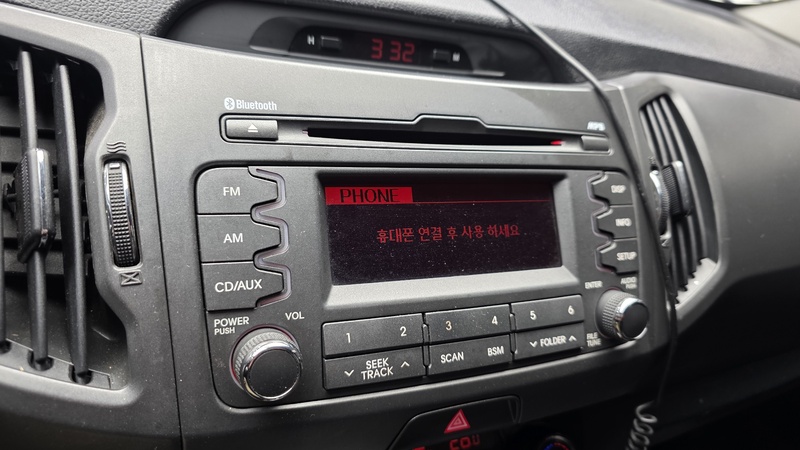 H
3:32
M
Bluetooth
MP3
FM
DISP
PHONE
AM
휴대폰 연결 후 사용 하세요
INFO
CD/AUX
SETUP
ENTER
AUDIO
PUSH
POWER
PUSH
VOL
1 2 3 4 5 6
SEEK
TRACK
SCAN
BSM
FOLDER
FILE
TUNE